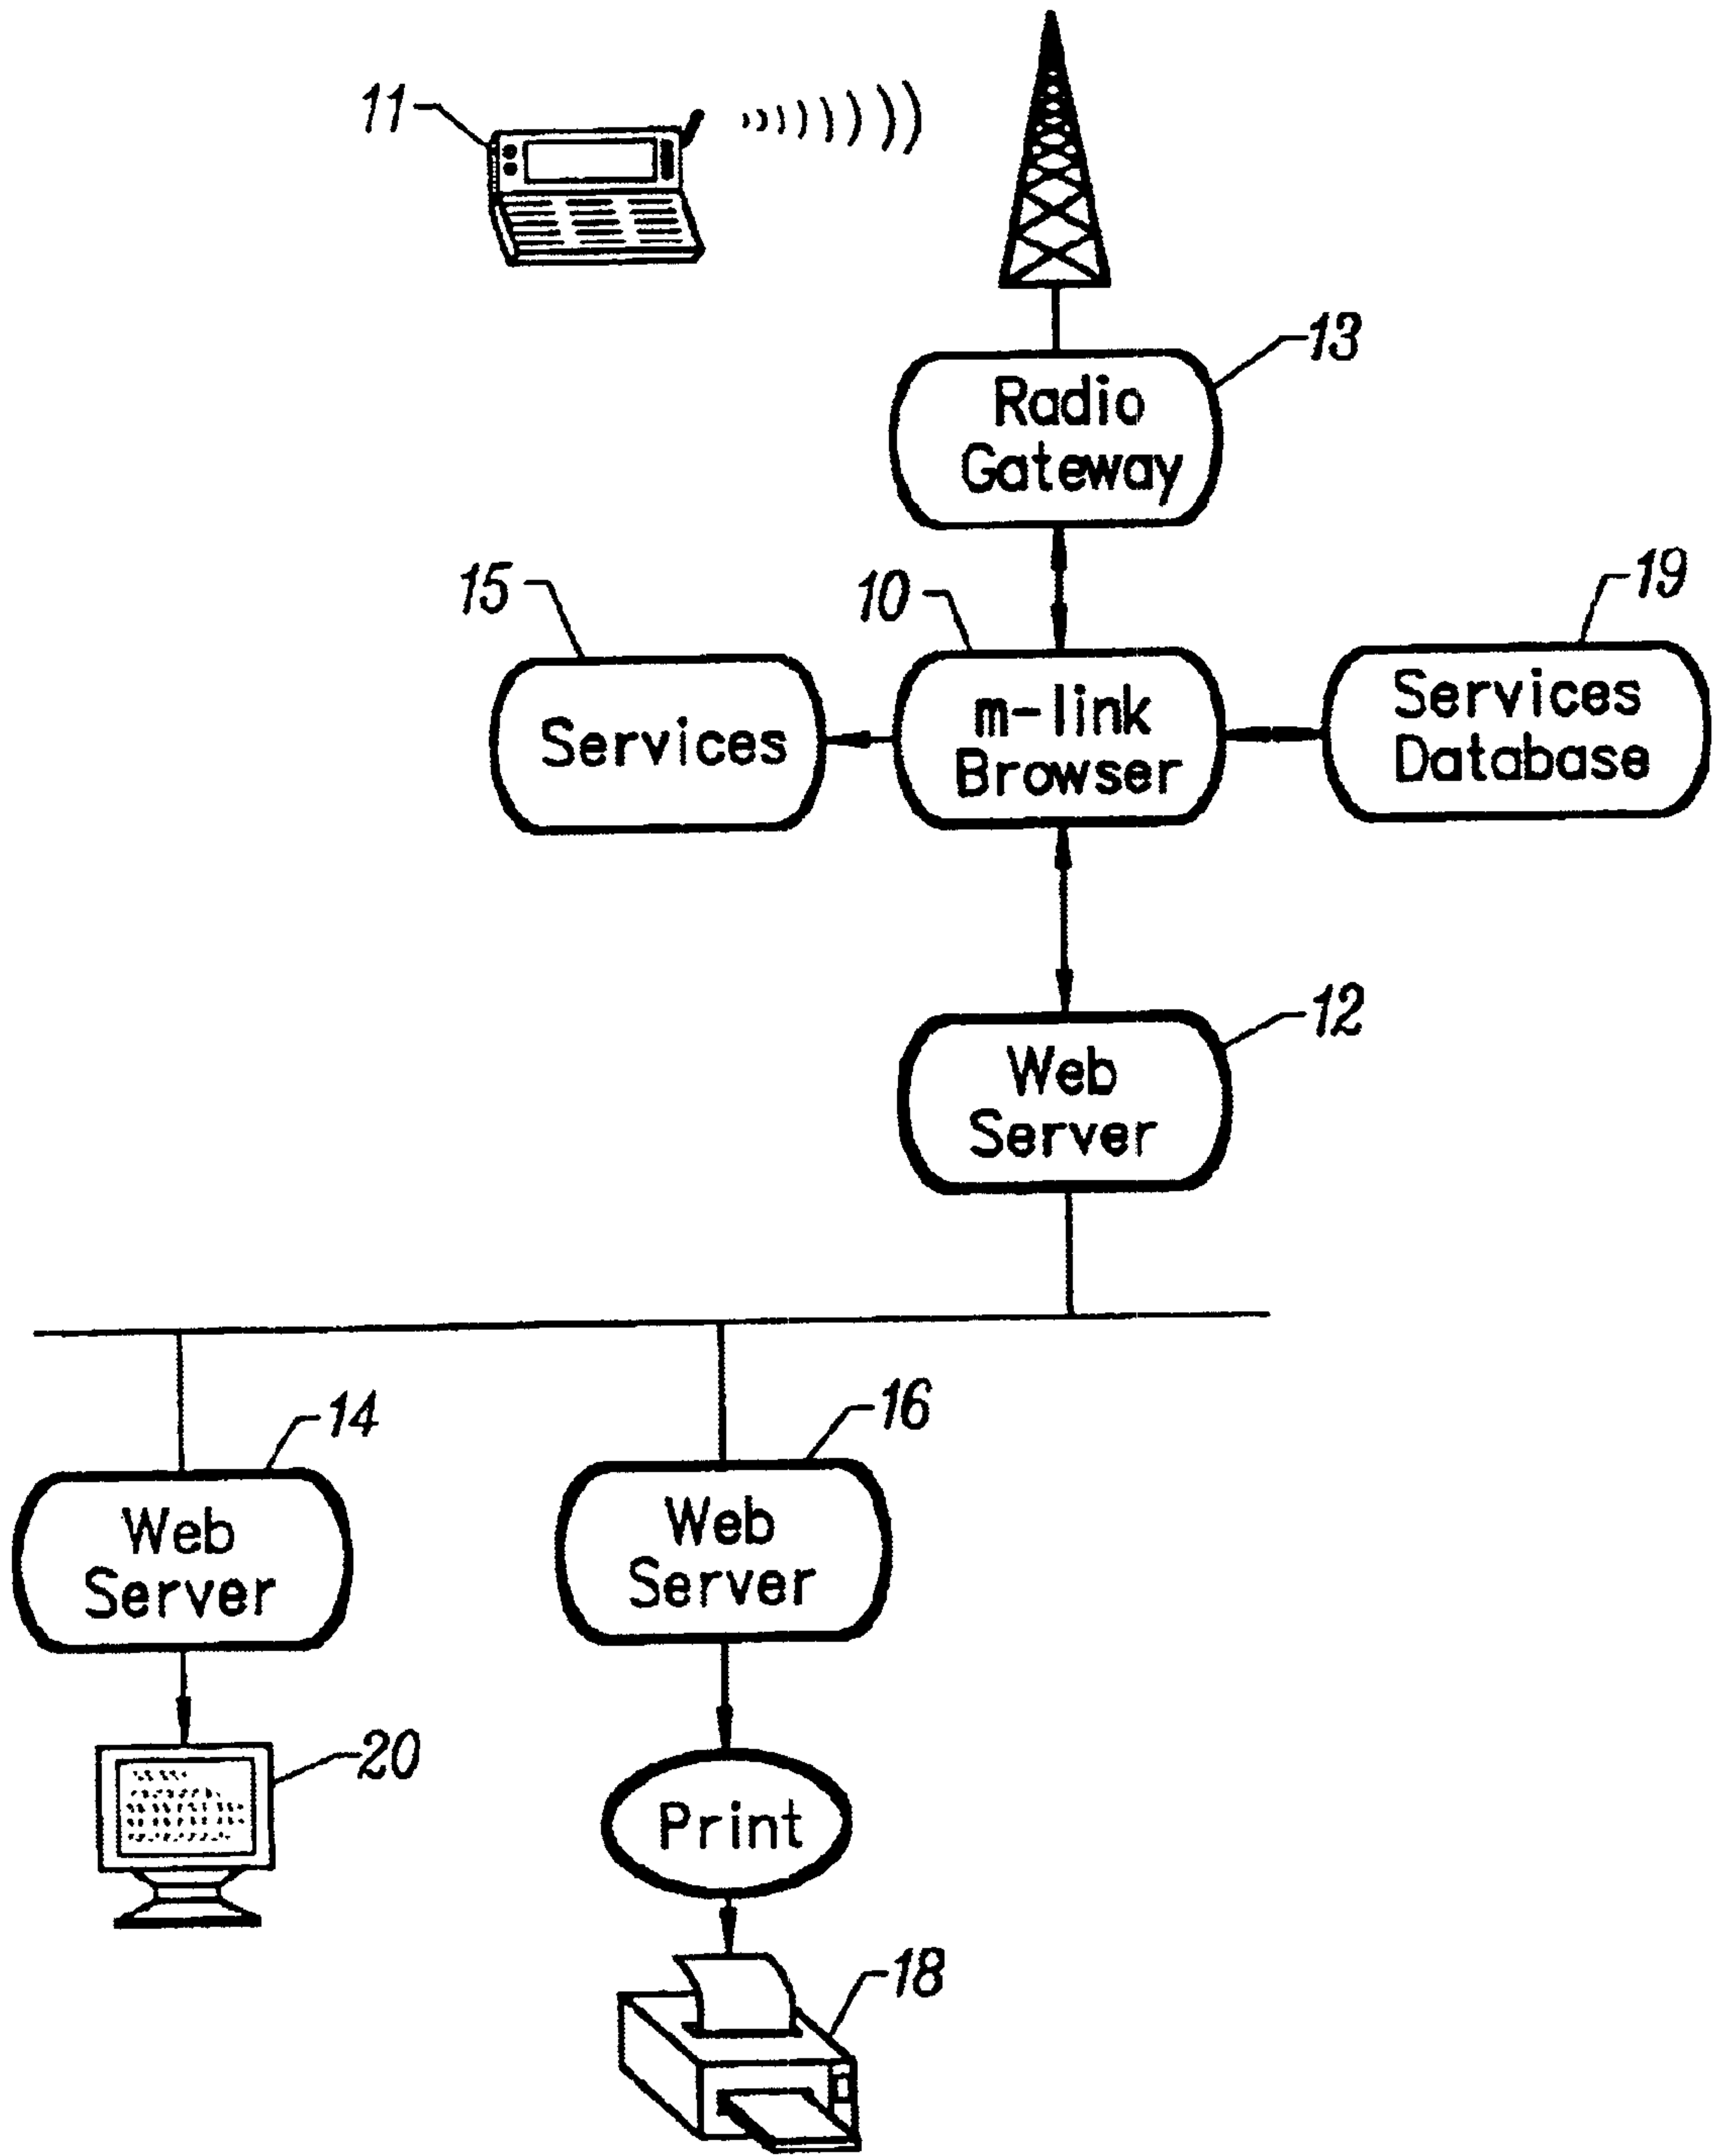 11
13
Radio
Gateway
15
10
19
Services
m-link
Browser
Services
Database
12
Web
Server
14
16
Web
Server
Web
Server
20
Print
18